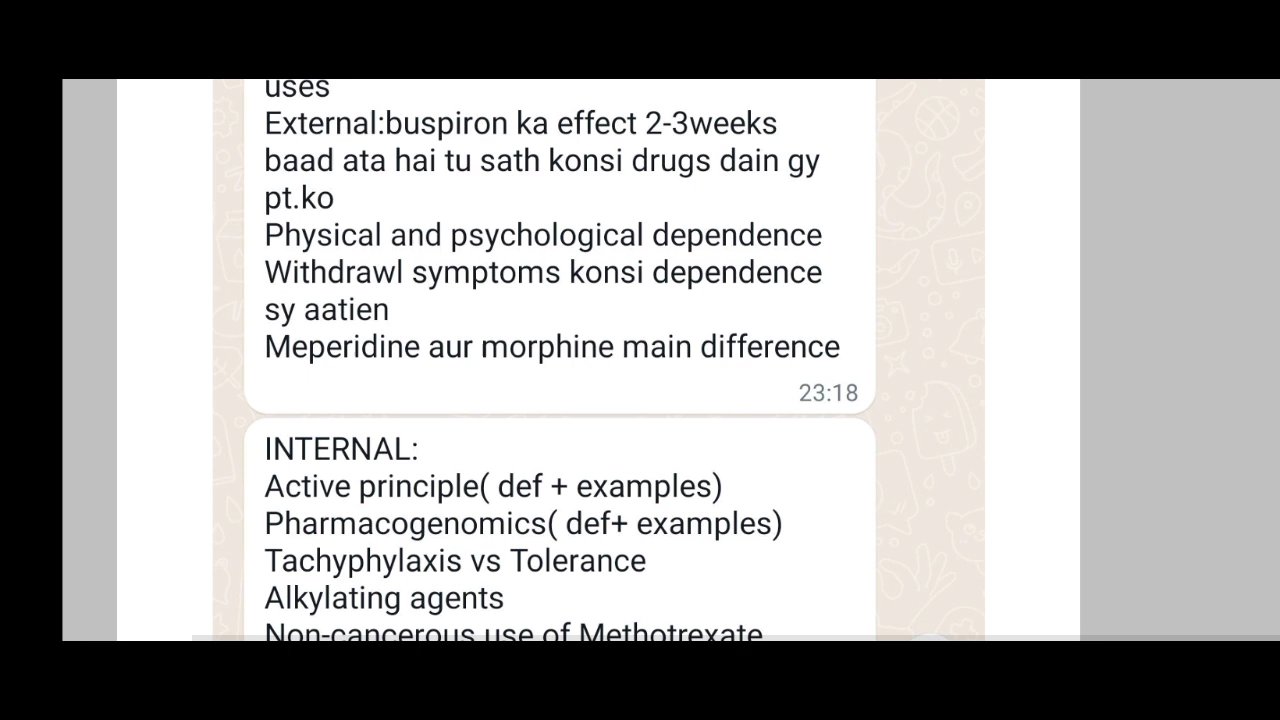 uses
External:buspiron ka effect 2-3weeks
baad ata hai tu sath konsi drugs dain gy
pt.ko
Physical and psychological dependence
Withdrawl symptoms konsi dependence
sy aatien
Meperidine aur morphine main difference
23:18
INTERNAL:
Active principle( def + examples)
Pharmacogenomics( def+ examples)
Tachyphylaxis vs Tolerance
Alkylating agents
Non-cancerous use of Methotrexate